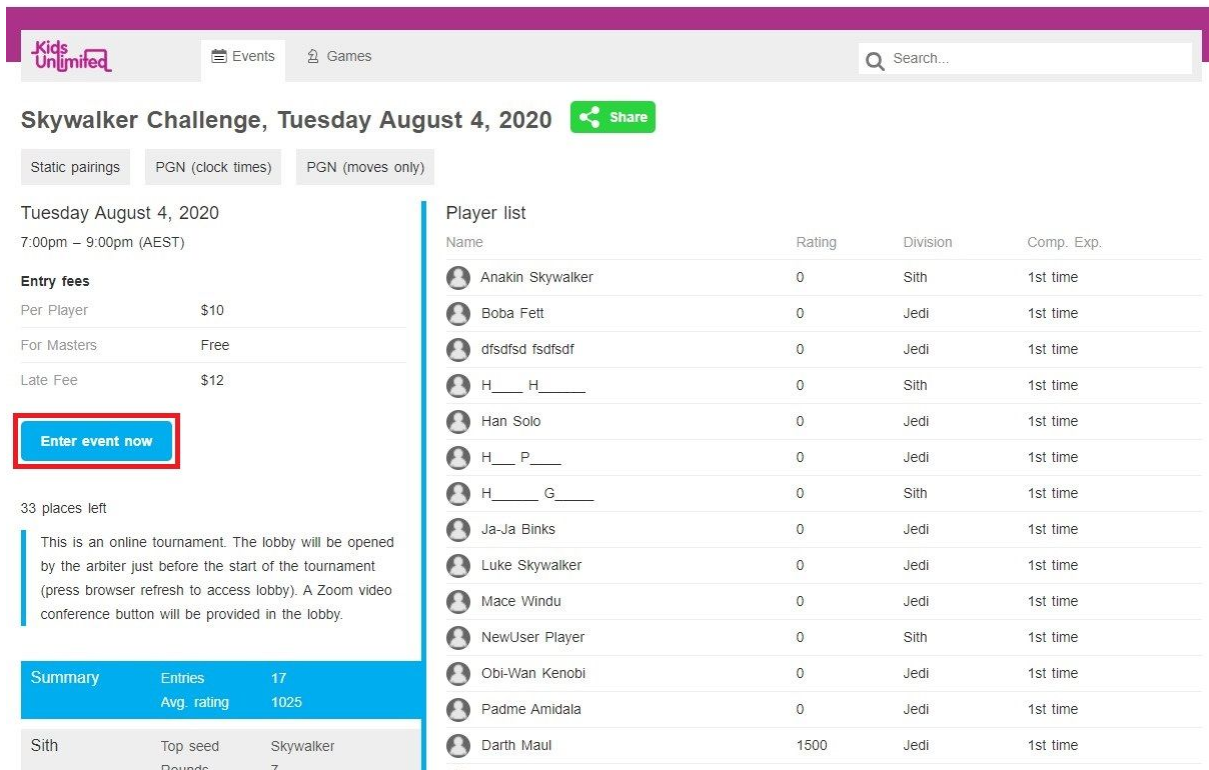 Kids
Unlimited
Events Games Search...
Skywalker Challenge, Tuesday August 4, 2020 Share
Static pairings PGN (clock times) PGN (moves only)
Tuesday August 4, 2020
7:00pm – 9:00pm (AEST)
Entry fees
Per Player $10
For Masters Free
Late Fee $12
Enter event now
33 places left
This is an online tournament. The lobby will be opened
by the arbiter just before the start of the tournament
(press browser refresh to access lobby). A Zoom video
conference button will be provided in the lobby.
Summary Entries 17
Avg. rating 1025
Sith Top seed Skywalker
Rounds 7
Player list
Name Rating Division Comp. Exp.
Anakin Skywalker 0 Sith 1st time
Boba Fett 0 Jedi 1st time
dfsdfsd fsdfsdf 0 Jedi 1st time
H____ H______ 0 Sith 1st time
Han Solo 0 Jedi 1st time
H___ P____ 0 Jedi 1st time
H______ G_____ 0 Sith 1st time
Ja-Ja Binks 0 Jedi 1st time
Luke Skywalker 0 Jedi 1st time
Mace Windu 0 Jedi 1st time
NewUser Player 0 Sith 1st time
Obi-Wan Kenobi 0 Jedi 1st time
Padme Amidala 0 Jedi 1st time
Darth Maul 1500 Jedi 1st time